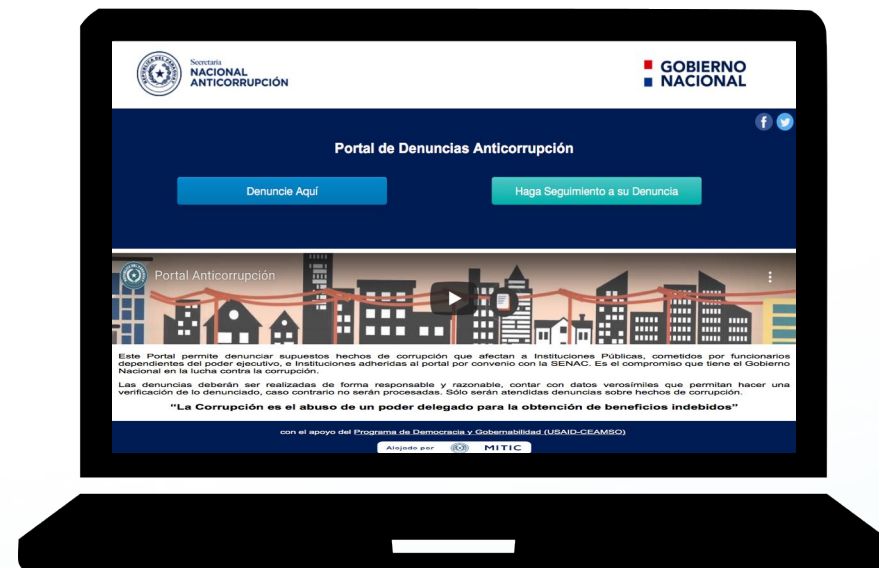 Secretaría
NACIONAL
ANTICORRUPCIÓN
GOBIERNO
NACIONAL
Portal de Denuncias Anticorrupción
Denuncie Aquí
Haga Seguimiento a su Denuncia
Portal Anticorrupción
Este Portal permite denunciar supuestos hechos de corrupción que afectan a Instituciones Públicas, cometidos por funcionarios
dependientes del poder ejecutivo, e Instituciones adheridas al portal por convenio con la SENAC. Es el compromiso que tiene el Gobierno
Nacional en la lucha contra la corrupción.
Las denuncias deberán ser realizadas de forma responsable y razonable, contar con datos verosímiles que permitan hacer una
verificación de lo denunciado, caso contrario no serán procesadas. Sólo serán atendidas denuncias sobre hechos de corrupción.
"La Corrupción es el abuso de un poder delegado para la obtención de beneficios indebidos"
con el apoyo del Programa de Democracia y Gobernabilidad (USAID-CEAMSO)
Alojado por MITIC